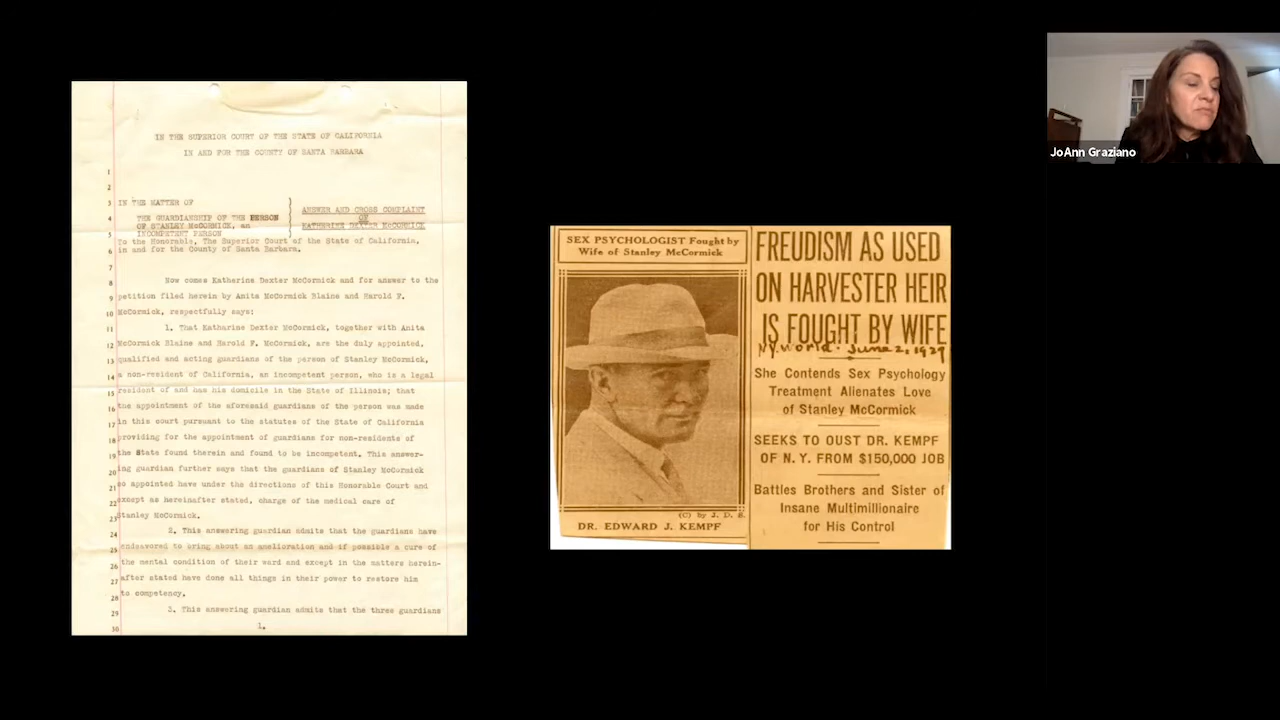 IN THE SUPERIOR COURT OF THE STATE OF CALIFORNIA
IN AND FOR THE COUNTY OF SANTA BARBARA
1
2
3 IN THE MATTER OF
4 THE GUARDIANSHIP OF THE PERSON
OF STANLEY McCORMICK, an
5 INCOMPETENT PERSON
ANSWER AND CROSS COMPLAINT
OF
KATHERINE DEXTER McCORMICK
To the Honorable, The Superior Court of the State of California,
6 in and for the County of Santa Barbara.
7
8 Now comes Katharine Dexter McCormick and for answer to the
9 petition filed herein by Anita McCormick Blaine and Harold F.
10 McCormick, respectfully says:
11 1. That Katharine Dexter McCormick, together with Anita
12 McCormick Blaine and Harold F. McCormick, are the duly appointed,
13 qualified and acting guardians of the person of Stanley McCormick,
14 a non-resident of California, an incompetent person, who is a legal
15 resident of and has his domicile in the State of Illinois; that
16 the appointment of the aforesaid guardians of the person was made
17 in this court pursuant to the statutes of the State of California
18 providing for the appointment of guardians for non-residents of
19 the State found therein and found to be incompetent. This answer-
20 ing guardian further says that the guardians of Stanley McCormick
21 so appointed have under the directions of this Honorable Court and
22 except as hereinafter stated, charge of the medical care of
23 Stanley McCormick.
24 2. This answering guardian admits that the guardians have
25 endeavored to bring about an amelioration and if possible a cure of
26 the mental condition of their ward and except in the matters herein-
27 after stated have done all things in their power to restore him
28 to competency.
29 3. This answering guardian admits that the three guardians
30 1.
SEX PSYCHOLOGIST Fought by
Wife of Stanley McCormick
(C) by J. D. S.
DR. EDWARD J. KEMPF
FREUDISM AS USED
ON HARVESTER HEIR
IS FOUGHT BY WIFE
N.Y. World - June 2, 1929
She Contends Sex Psychology
Treatment Alienates Love
of Stanley McCormick
SEEKS TO OUST DR. KEMPF
OF N. Y. FROM $150,000 JOB
Battles Brothers and Sister of
Insane Multimillionaire
for His Control
JoAnn Graziano